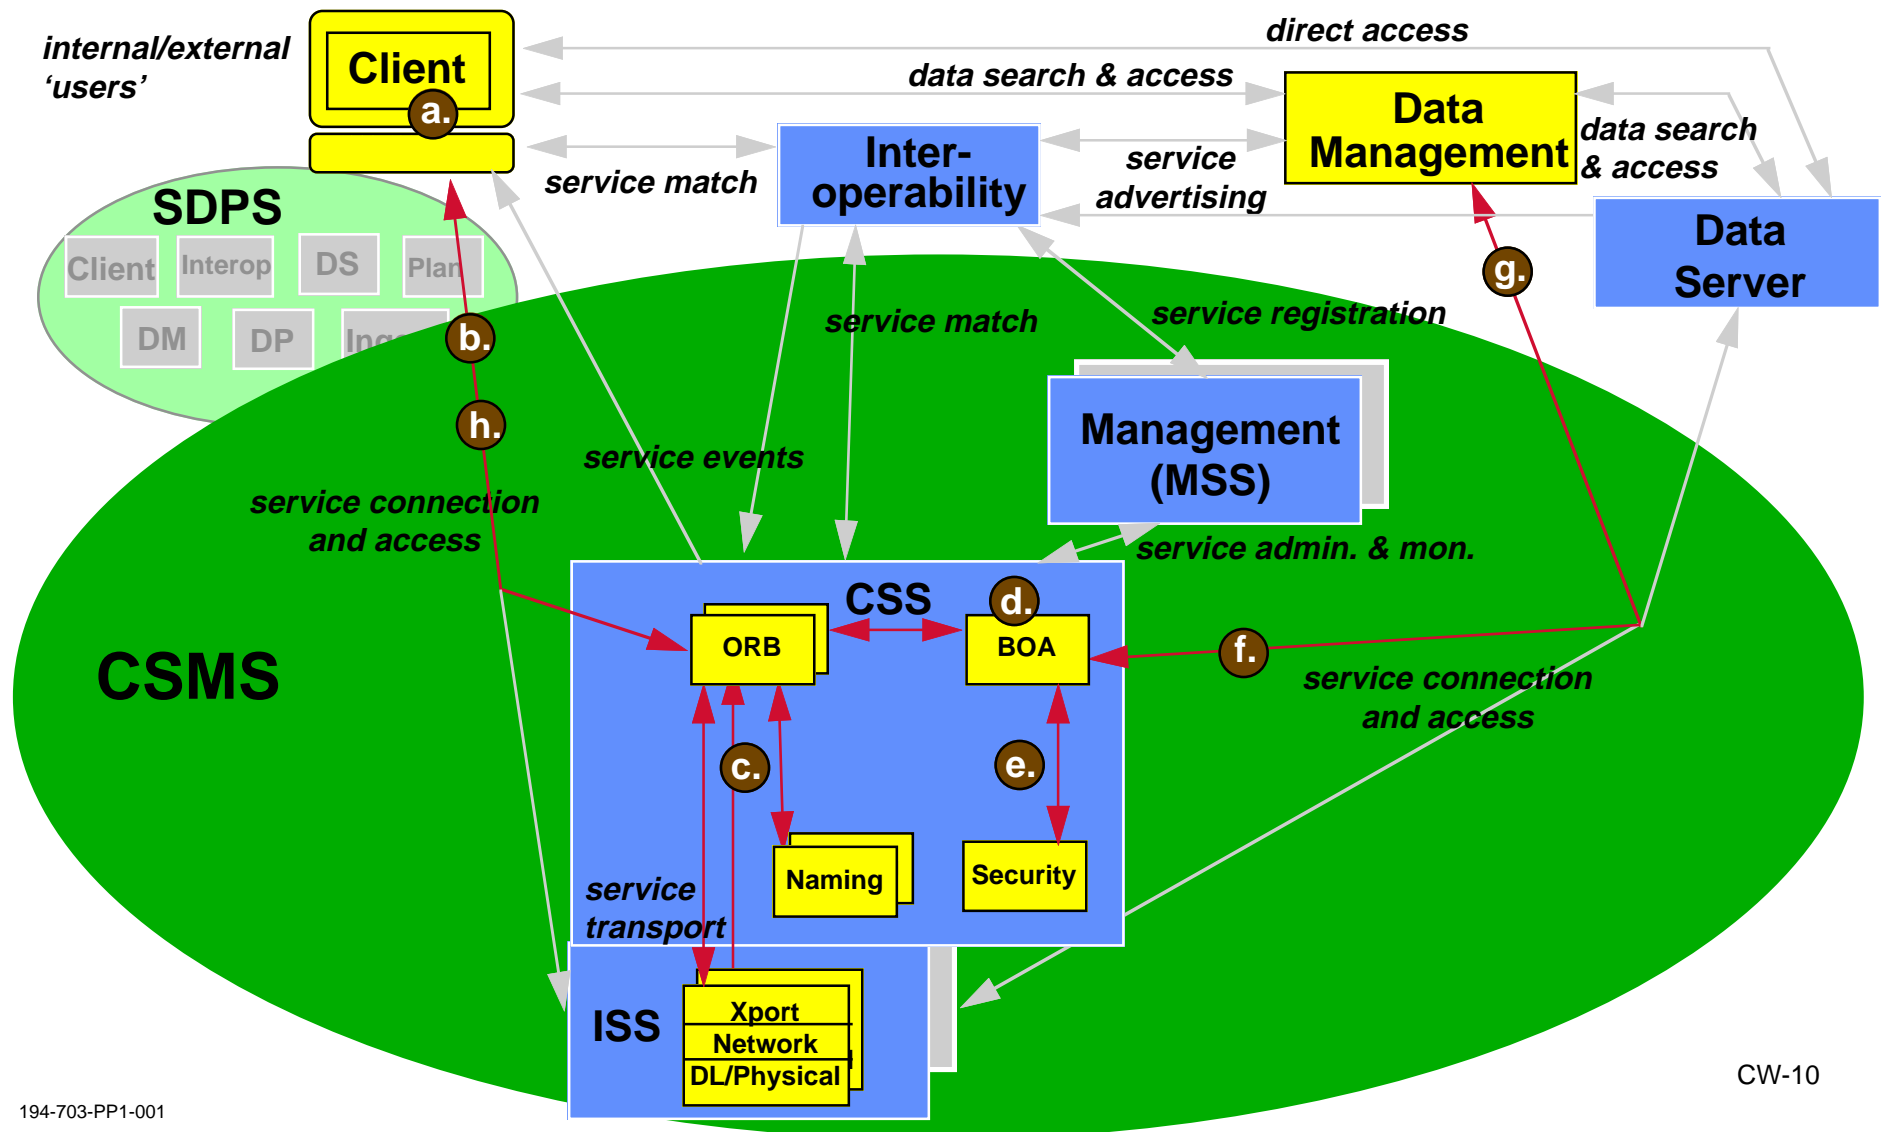 internal/external
'users'
Client
a.
direct access
data search & access
Data
Management
data search
& access
Inter-
operability
service match
service
advertising
Data
Server
SDPS
Client
Interop
DS
Plan
DM
DP
b.
h.
g.
service match
service registration
Management
(MSS)
service events
service connection
and access
service admin. & mon.
CSS
d.
ORB
BOA
f.
service connection
and access
CSMS
c.
e.
Naming
Security
service
transport
ISS
Xport
Network
DL/Physical
CW-10
194-703-PP1-001